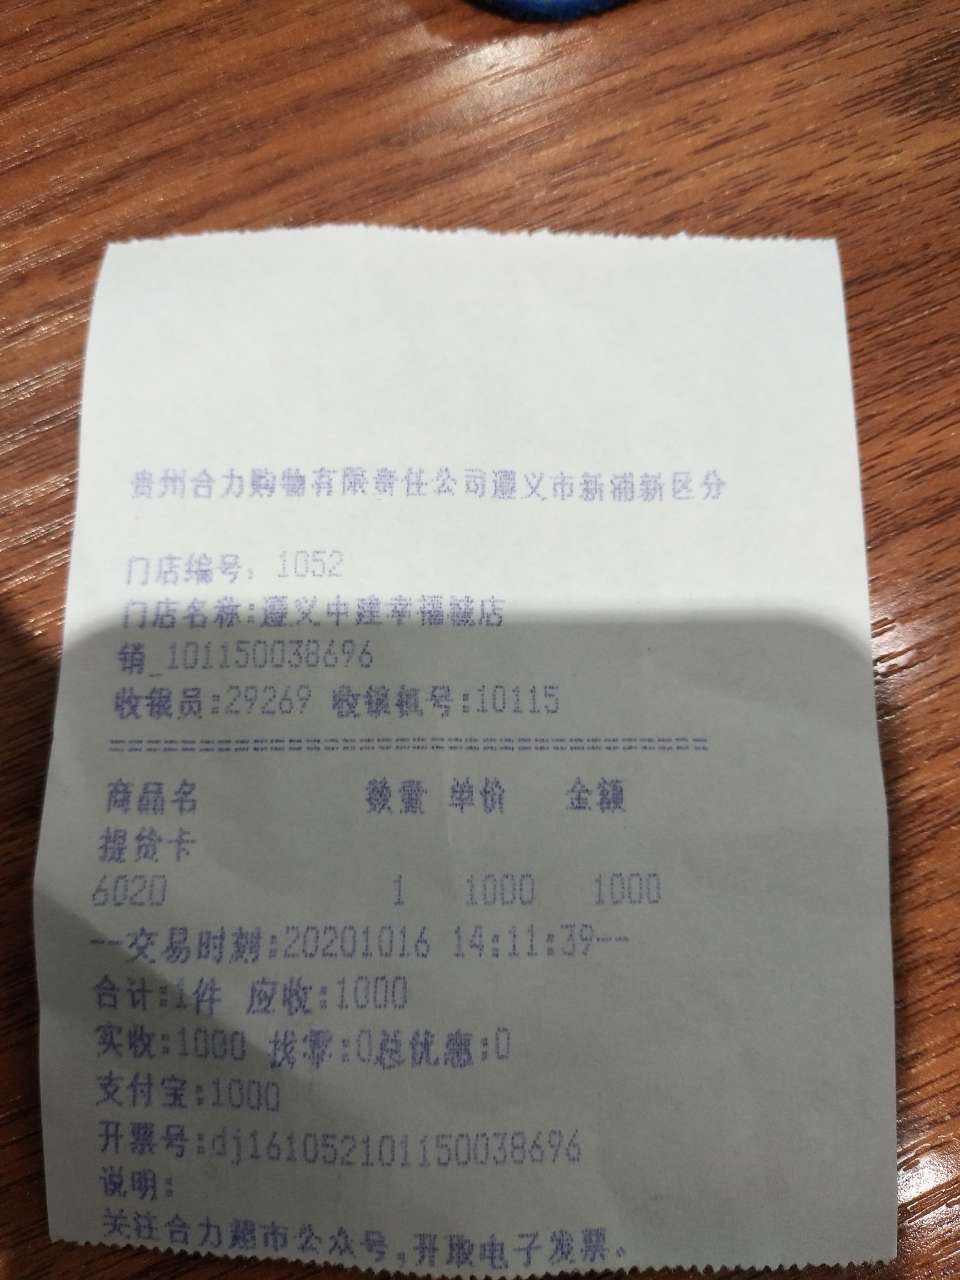 贵州合力购物有限责任公司遵义市新浦新区分
门店编号: 1052
门店名称:遵义中建幸福城店
销_101150038696
收银员:29269 收银机号:10115
========================================
商品名 数量 单价 金额
提货卡
6020 1 1000 1000
--交易时刻:20201016 14:11:39--
合计:1件 应收:1000
实收:1000 找零:0总优惠:0
支付宝:1000
开票号:dj161052101150038696
说明:
关注合力超市公众号,开取电子发票。